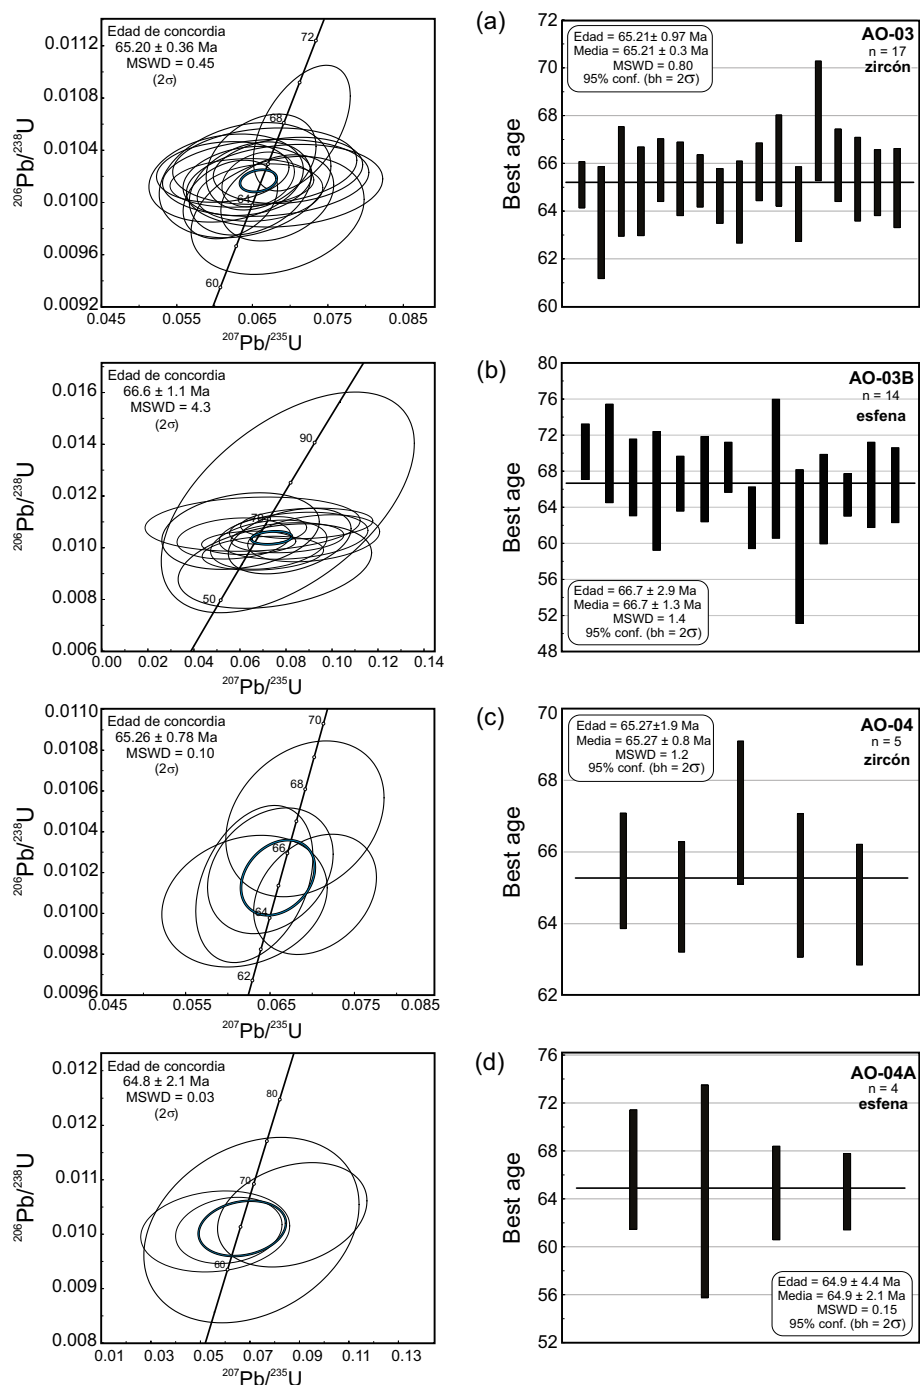 (a)
Edad de concordia
65.20 ± 0.36 Ma
MSWD = 0.45
(2σ)
0.0112
0.0108
0.0104
0.0100
0.0096
0.0092
²⁰⁶Pb/²³⁸U
72
68
64
60
0.045
0.055
0.065
0.075
0.085
²⁰⁷Pb/²³⁵U
Edad = 65.21± 0.97 Ma
Media = 65.21 ± 0.3 Ma
MSWD = 0.80
95% conf. (bh = 2σ)
AO-03
n = 17
zircón
72
70
68
66
64
62
60
Best age
(b)
Edad de concordia
66.6 ± 1.1 Ma
MSWD = 4.3
(2σ)
0.016
0.014
0.012
0.010
0.008
0.006
²⁰⁶Pb/²³⁸U
90
70
50
0.00
0.02
0.04
0.06
0.08
0.10
0.12
0.14
²⁰⁷Pb/²³⁵U
AO-03B
n = 14
esfena
80
76
72
68
64
60
56
52
48
Best age
Edad = 66.7 ± 2.9 Ma
Media = 66.7 ± 1.3 Ma
MSWD = 1.4
95% conf. (bh = 2σ)
(c)
Edad de concordia
65.26 ± 0.78 Ma
MSWD = 0.10
(2σ)
0.0110
0.0108
0.0106
0.0104
0.0102
0.0100
0.0098
0.0096
²⁰⁶Pb/²³⁸U
70
68
66
64
62
0.045
0.055
0.065
0.075
0.085
²⁰⁷Pb/²³⁵U
Edad = 65.27±1.9 Ma
Media = 65.27 ± 0.8 Ma
MSWD = 1.2
95% conf. (bh = 2σ)
AO-04
n = 5
zircón
70
68
66
64
62
Best age
(d)
Edad de concordia
64.8 ± 2.1 Ma
MSWD = 0.03
(2σ)
0.012
0.012
0.011
0.011
0.010
0.010
0.009
0.009
0.008
²⁰⁶Pb/²³⁸U
80
70
60
0.01
0.03
0.05
0.07
0.09
0.11
0.13
²⁰⁷Pb/²³⁵U
AO-04A
n = 4
esfena
76
72
68
64
60
56
52
Best age
Edad = 64.9 ± 4.4 Ma
Media = 64.9 ± 2.1 Ma
MSWD = 0.15
95% conf. (bh = 2σ)